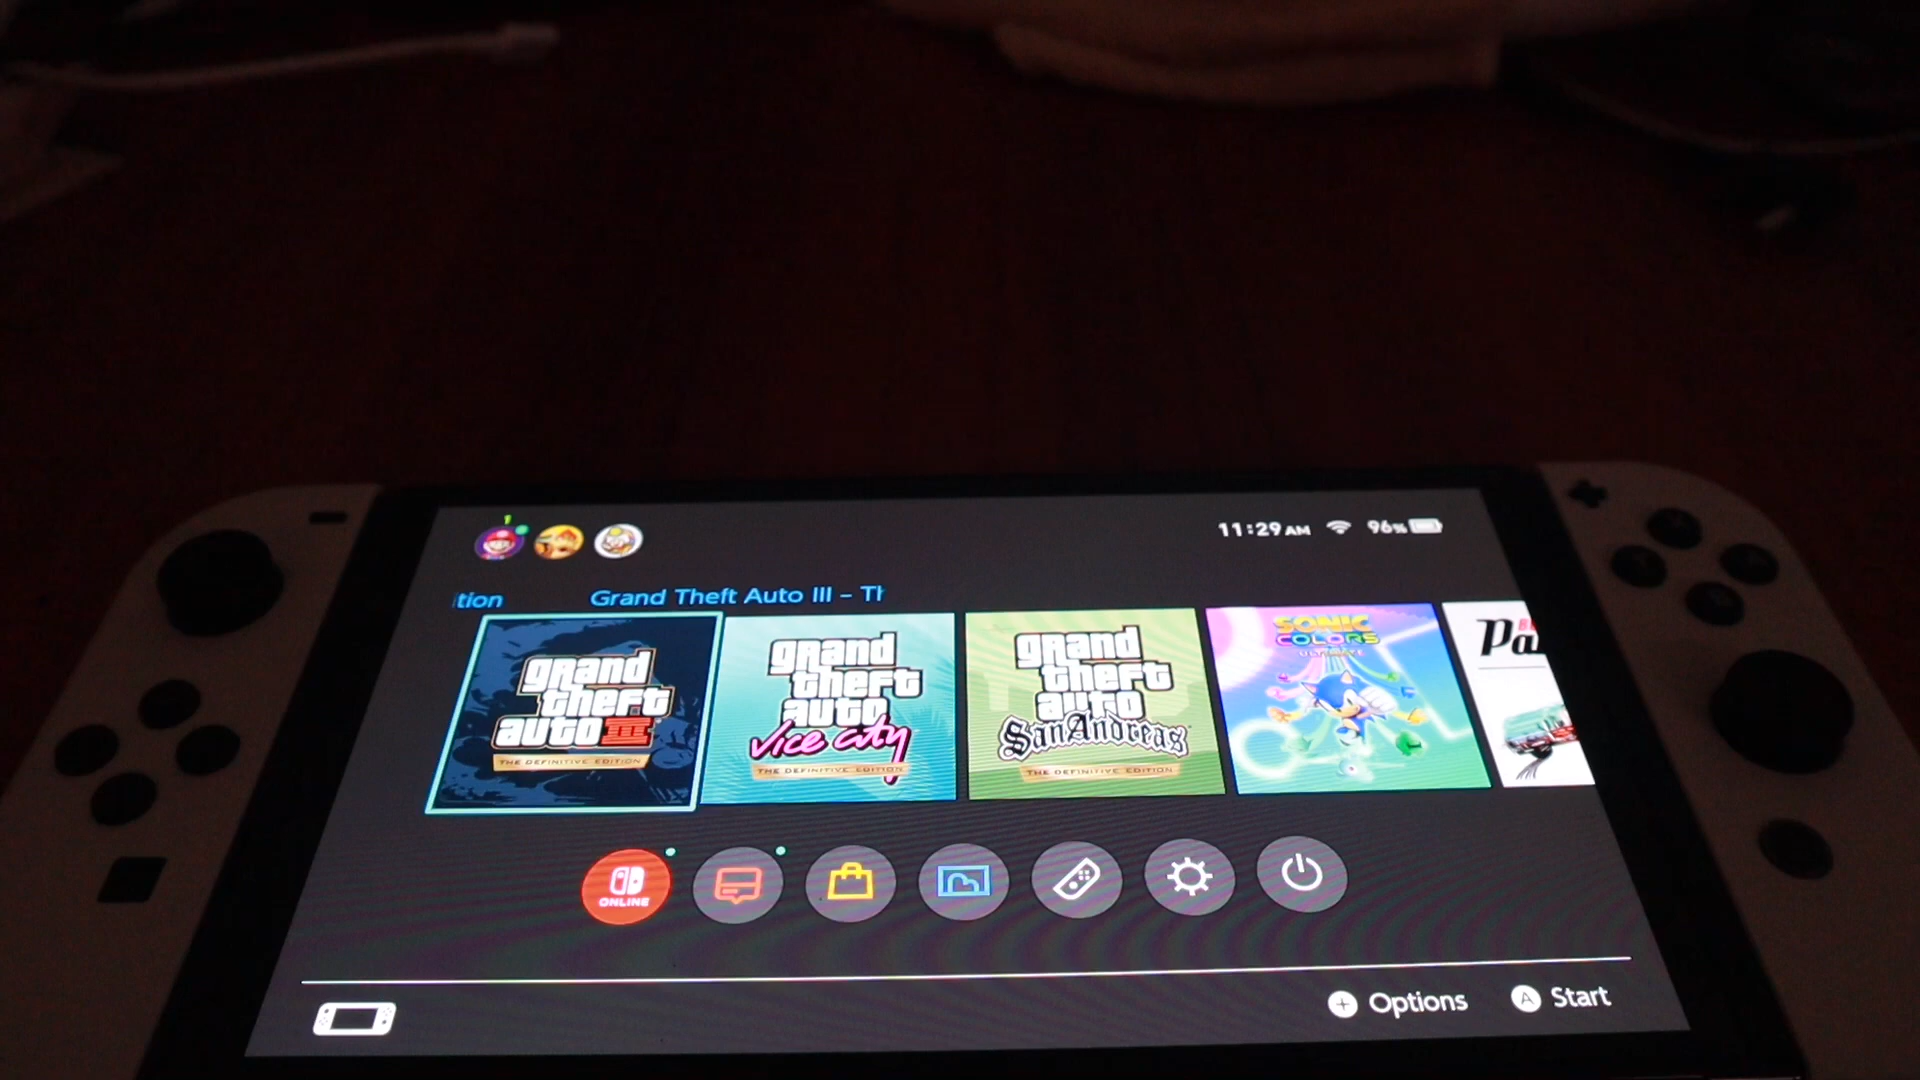 1
11:29 AM 96%
tion Grand Theft Auto III – Th
grand
theft
auto III
THE DEFINITIVE EDITION
grand
theft
auto
vice city
THE DEFINITIVE EDITION
grand
theft
auto
San Andreas
THE DEFINITIVE EDITION
SONIC
COLORS
ULTIMATE
Pa
ONLINE
+ Options A Start